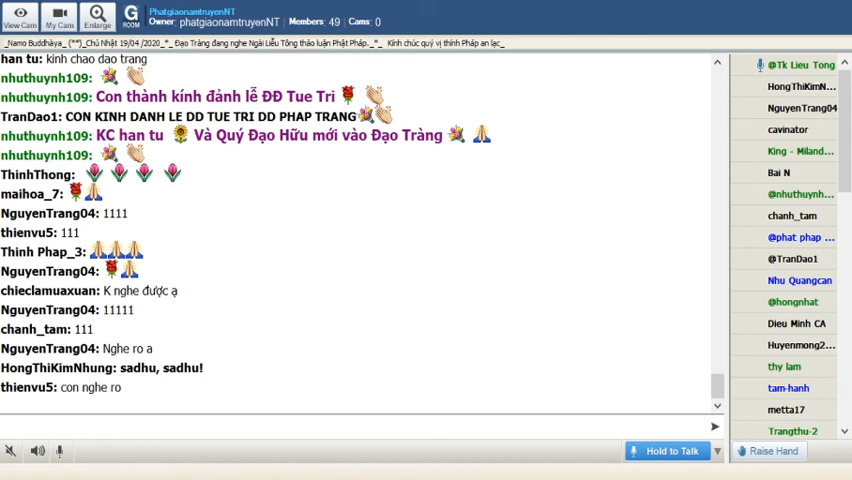 View Cam
My Cam
Enlarge
G
ROOM
PhatgiaonamtruyenNT
Owner: phatgiaonamtruyenNT Members: 49 Cams: 0
_Namo Buddhàya_ (**)_Chủ Nhật 19/04 /2020_*_ Đạo Tràng đang nghe Ngài Liễu Tông thảo luận Phật Pháp._*_ Kính chúc quý vị thính Pháp an lạc_
han tu: kinh chao dao trang
nhuthuynh109:
nhuthuynh109: Con thành kính đảnh lễ ĐĐ Tue Tri
TranDao1: CON KINH DANH LE DD TUE TRI DD PHAP TRANG
nhuthuynh109: KC han tu Và Quý Đạo Hữu mới vào Đạo Tràng
nhuthuynh109:
ThinhThong:
maihoa_7:
NguyenTrang04: 1111
thienvu5: 111
Thinh Phap_3:
NguyenTrang04:
chieclamuaxuan: K nghe được ạ
NguyenTrang04: 11111
chanh_tam: 111
NguyenTrang04: Nghe ro a
HongThiKimNhung: sadhu, sadhu!
thienvu5: con nghe ro
@Tk Lieu Tong
HongThiKimN...
NguyenTrang04
cavinator
King - Miland...
Bai N
@nhuthuynh...
chanh_tam
@phat phap ...
@TranDao1
Nhu Quangcan
@hongnhat
Dieu Minh CA
Huyenmong2...
thy lam
tam-hanh
metta17
Trangthu-2
Hold to Talk
Raise Hand